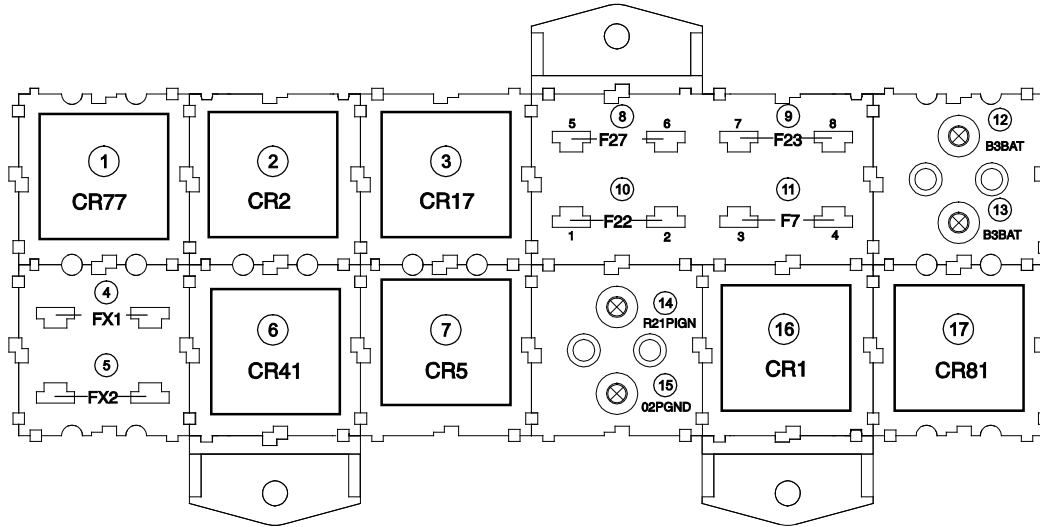 1
CR77
2
CR2
3
CR17
8
5 F27 6
9
7 F23 8
10
F22
1 2
11
F7
3 4
12
B3BAT
13
B3BAT
4
FX1
5
FX2
6
CR41
7
CR5
14
R21PIGN
15
02PGND
16
CR1
17
CR81